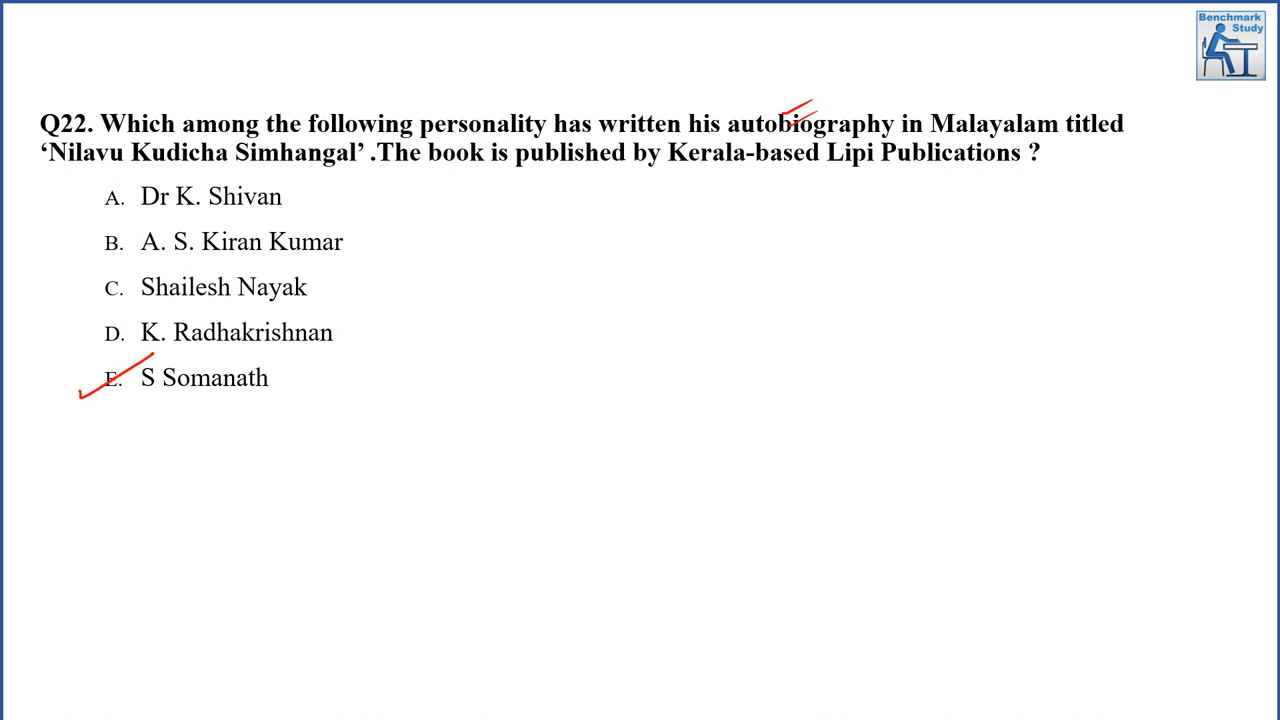 Benchmark
Study
Q22. Which among the following personality has written his autobiography in Malayalam titled
‘Nilavu Kudicha Simhangal’ .The book is published by Kerala-based Lipi Publications ?
A. Dr K. Shivan
B. A. S. Kiran Kumar
C. Shailesh Nayak
D. K. Radhakrishnan
E. S Somanath